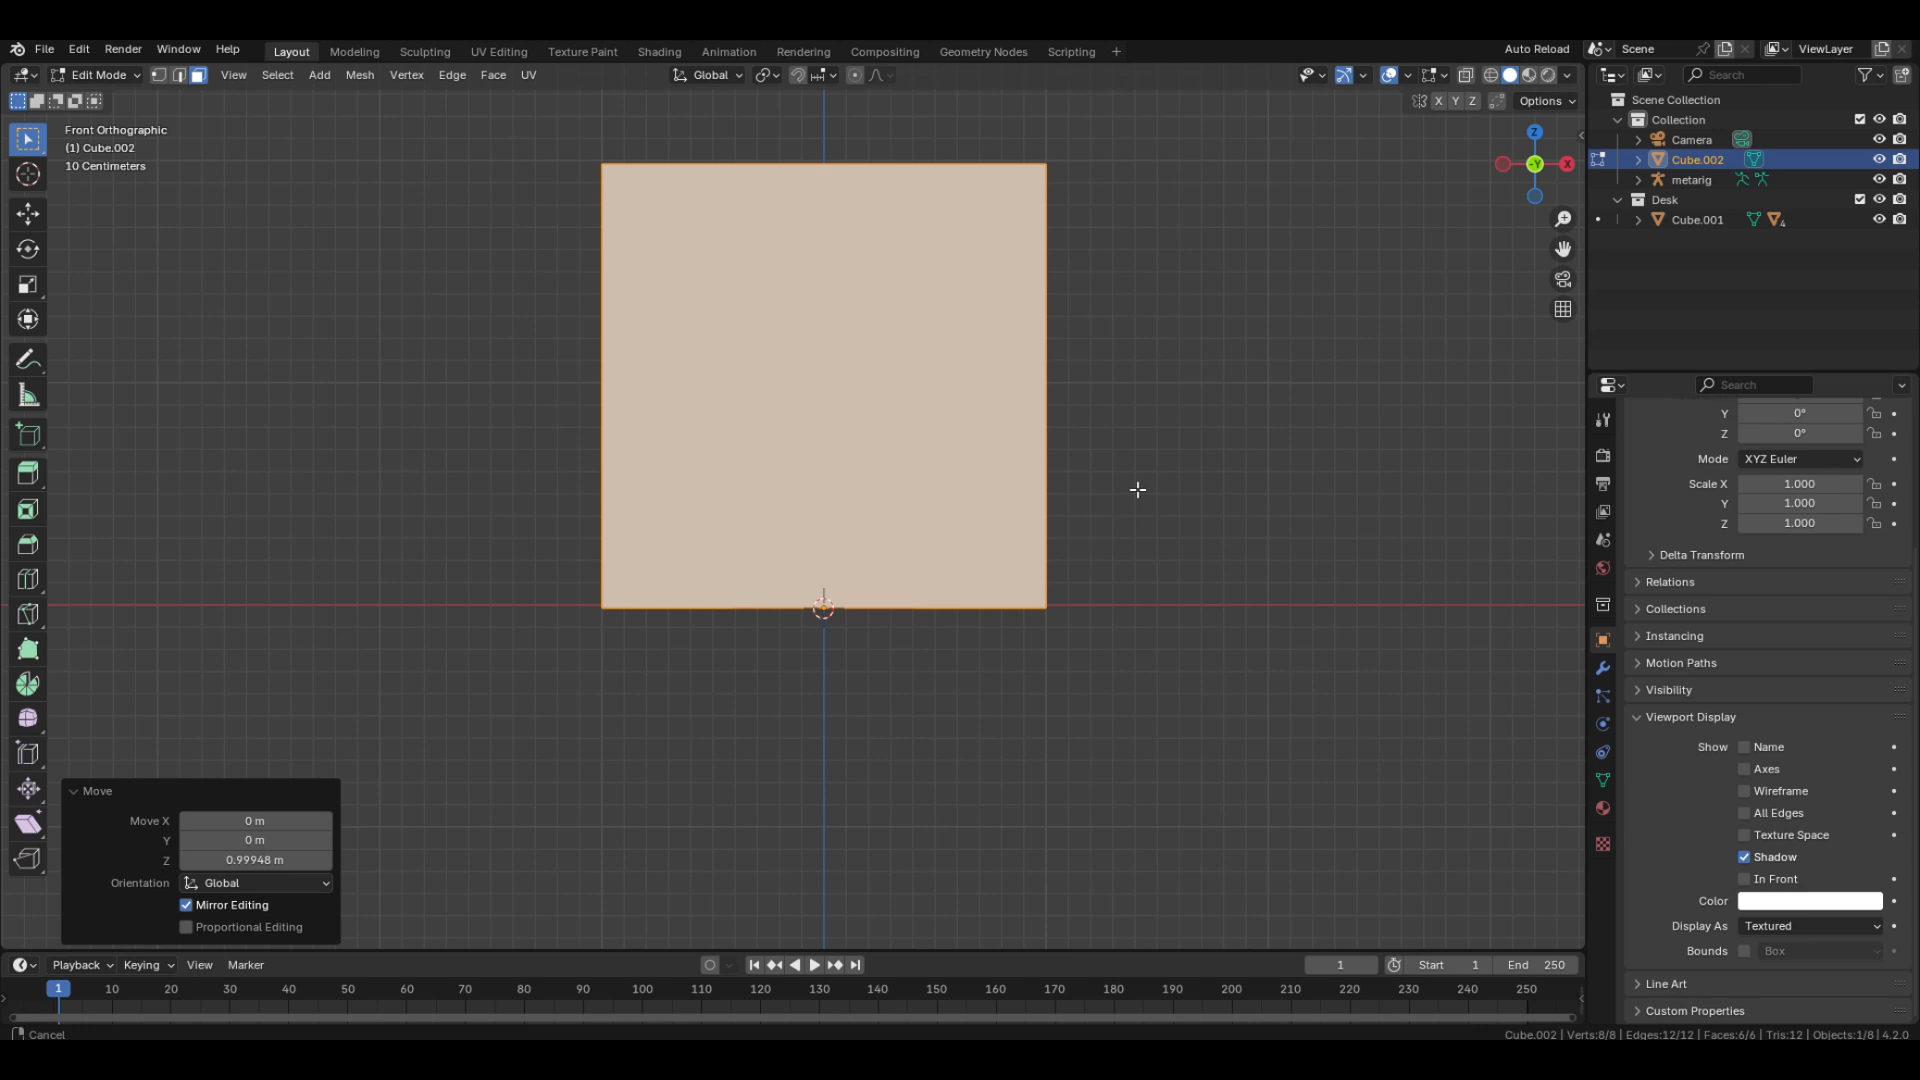 File Edit Render Window Help Layout Modeling Sculpting UV Editing Texture Paint Shading Animation Rendering Compositing Geometry Nodes Scripting + Auto Reload Scene ViewLayer
Edit Mode View Select Add Mesh Vertex Edge Face UV Global Search
X Y Z Options
Front Orthographic
(1) Cube.002
10 Centimeters
Z
-Y
X
Scene Collection
Collection
Camera
Cube.002
metarig
Desk
Cube.001 4
Search
Y 0°
Z 0°
Mode XYZ Euler
Scale X 1.000
Y 1.000
Z 1.000
Delta Transform
Relations
Collections
Instancing
Motion Paths
Visibility
Viewport Display
Show Name
Axes
Wireframe
All Edges
Texture Space
Shadow
In Front
Color
Display As Textured
Bounds Box
Line Art
Custom Properties
Move
Move X 0 m
Y 0 m
Z 0.99948 m
Orientation Global
Mirror Editing
Proportional Editing
Playback Keying View Marker 1 Start 1 End 250
1 10 20 30 40 50 60 70 80 90 100 110 120 130 140 150 160 170 180 190 200 210 220 230 240 250
Cancel Cube.002 | Verts:8/8 | Edges:12/12 | Faces:6/6 | Tris:12 | Objects:1/8 | 4.2.0